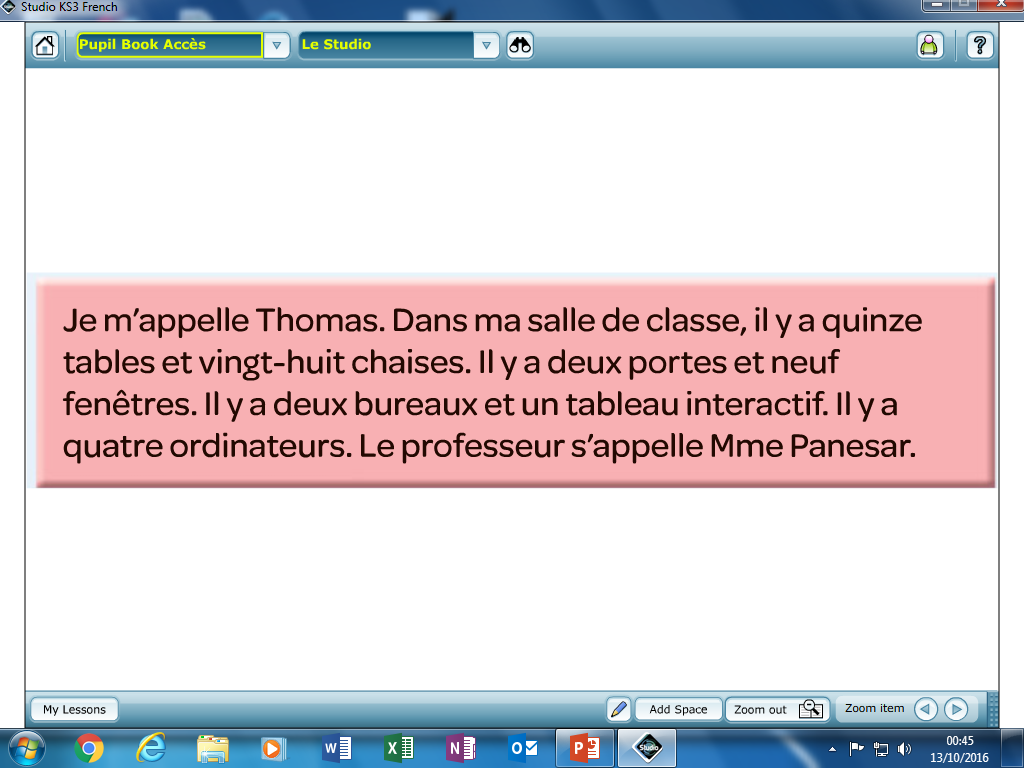 Studio KS3 French
Pupil Book Accès
Le Studio
?
Je m'appelle Thomas. Dans ma salle de classe, il y a quinze
tables et vingt-huit chaises. Il y a deux portes et neuf
fenêtres. Il y a deux bureaux et un tableau interactif. Il y a
quatre ordinateurs. Le professeur s'appelle Mme Panesar.
My Lessons
Add Space
Zoom out
Zoom item
Studio
00:45
13/10/2016